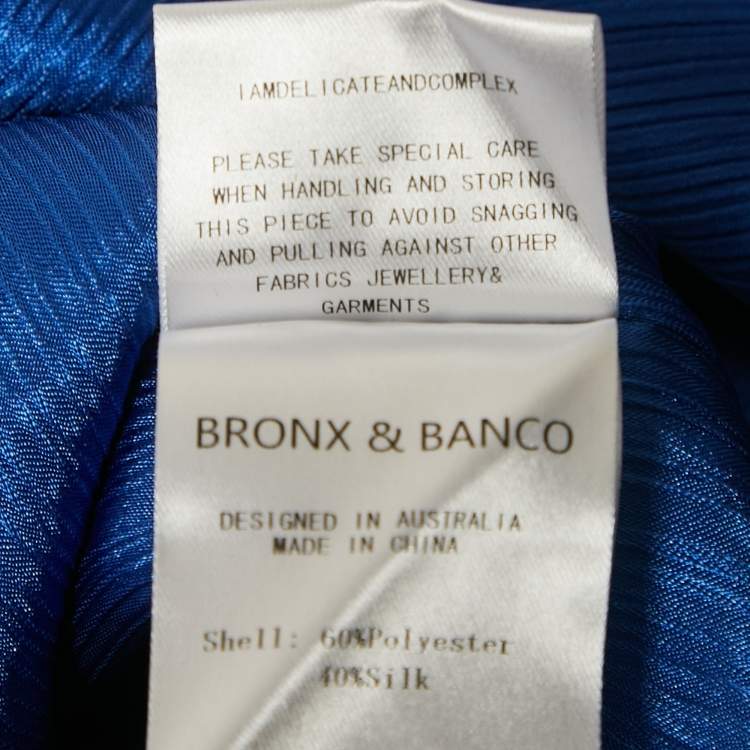 IAMDELICATEANDCOMPLEX
PLEASE TAKE SPECIAL CARE
WHEN HANDLING AND STORING
THIS PIECE TO AVOID SNAGGING
AND PULLING AGAINST OTHER
FABRICS JEWELLERY&
GARMENTS
BRONX & BANCO
DESIGNED IN AUSTRALIA
MADE IN CHINA
Shell: 60%Polyester
40%Silk